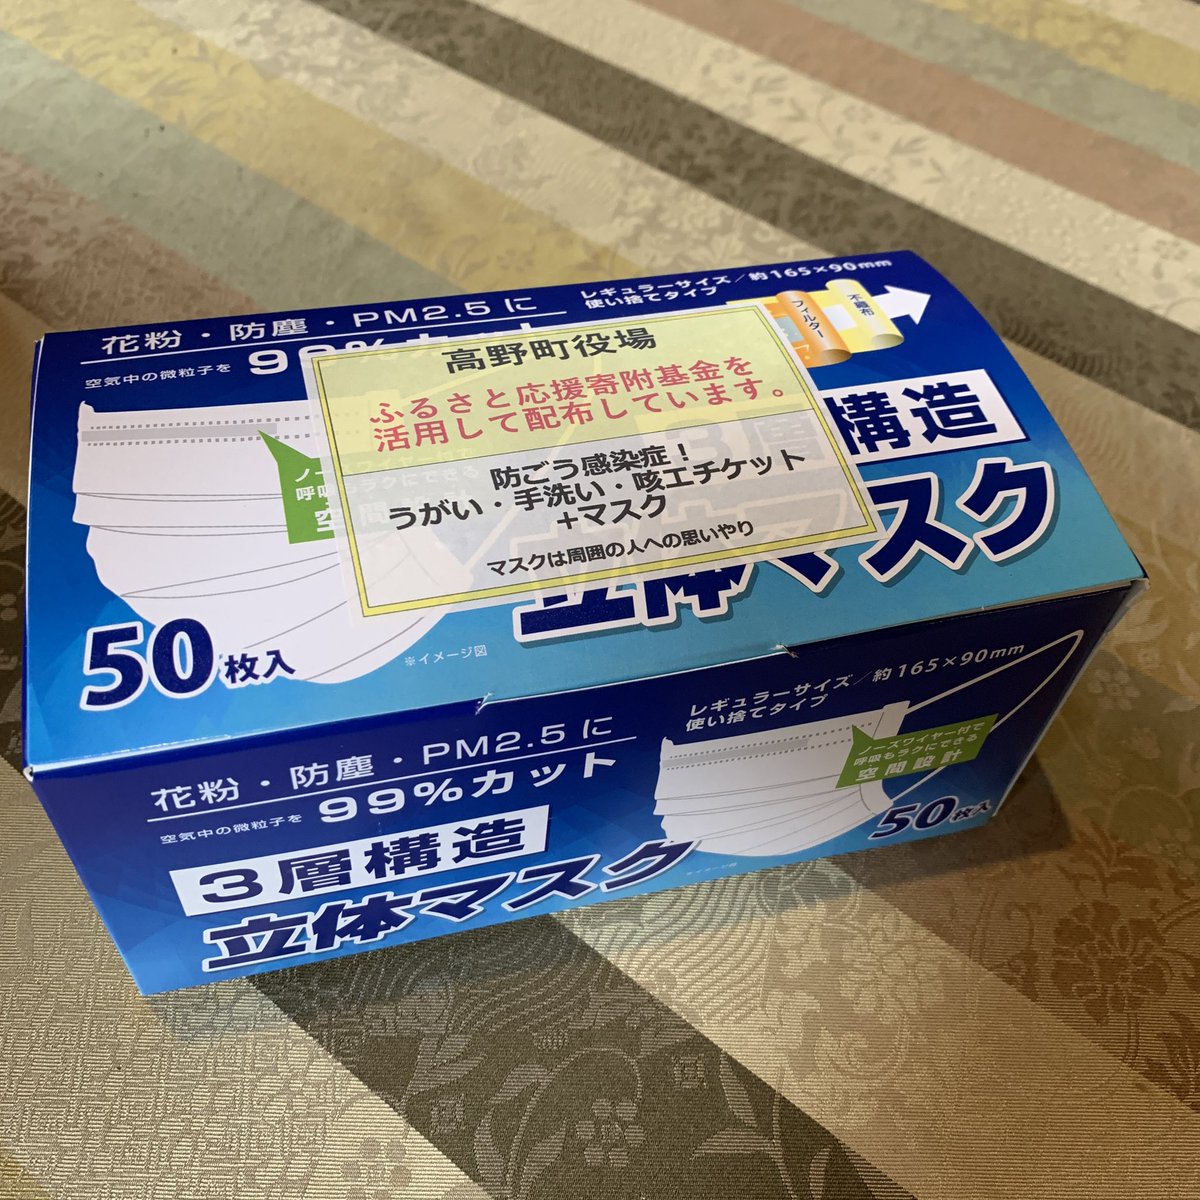 花粉・防塵・PM2.5に
空気中の微粒子を
99%カット
レギュラーサイズ/約165×90mm
使い捨てタイプ
フィルター
不織布
高野町役場
ふるさと応援寄附基金を
活用して配布しています。
防ごう感染症!
うがい・手洗い・咳エチケット
+マスク
マスクは周囲の人への思いやり
3層構造
立体マスク
50枚入
※イメージ図
花粉・防塵・PM2.5に
空気中の微粒子を
99%カット
3層構造
立体マスク
レギュラーサイズ/約165×90mm
使い捨てタイプ
ノーズワイヤー付で
呼吸もラクにできる
空間設計
50枚入